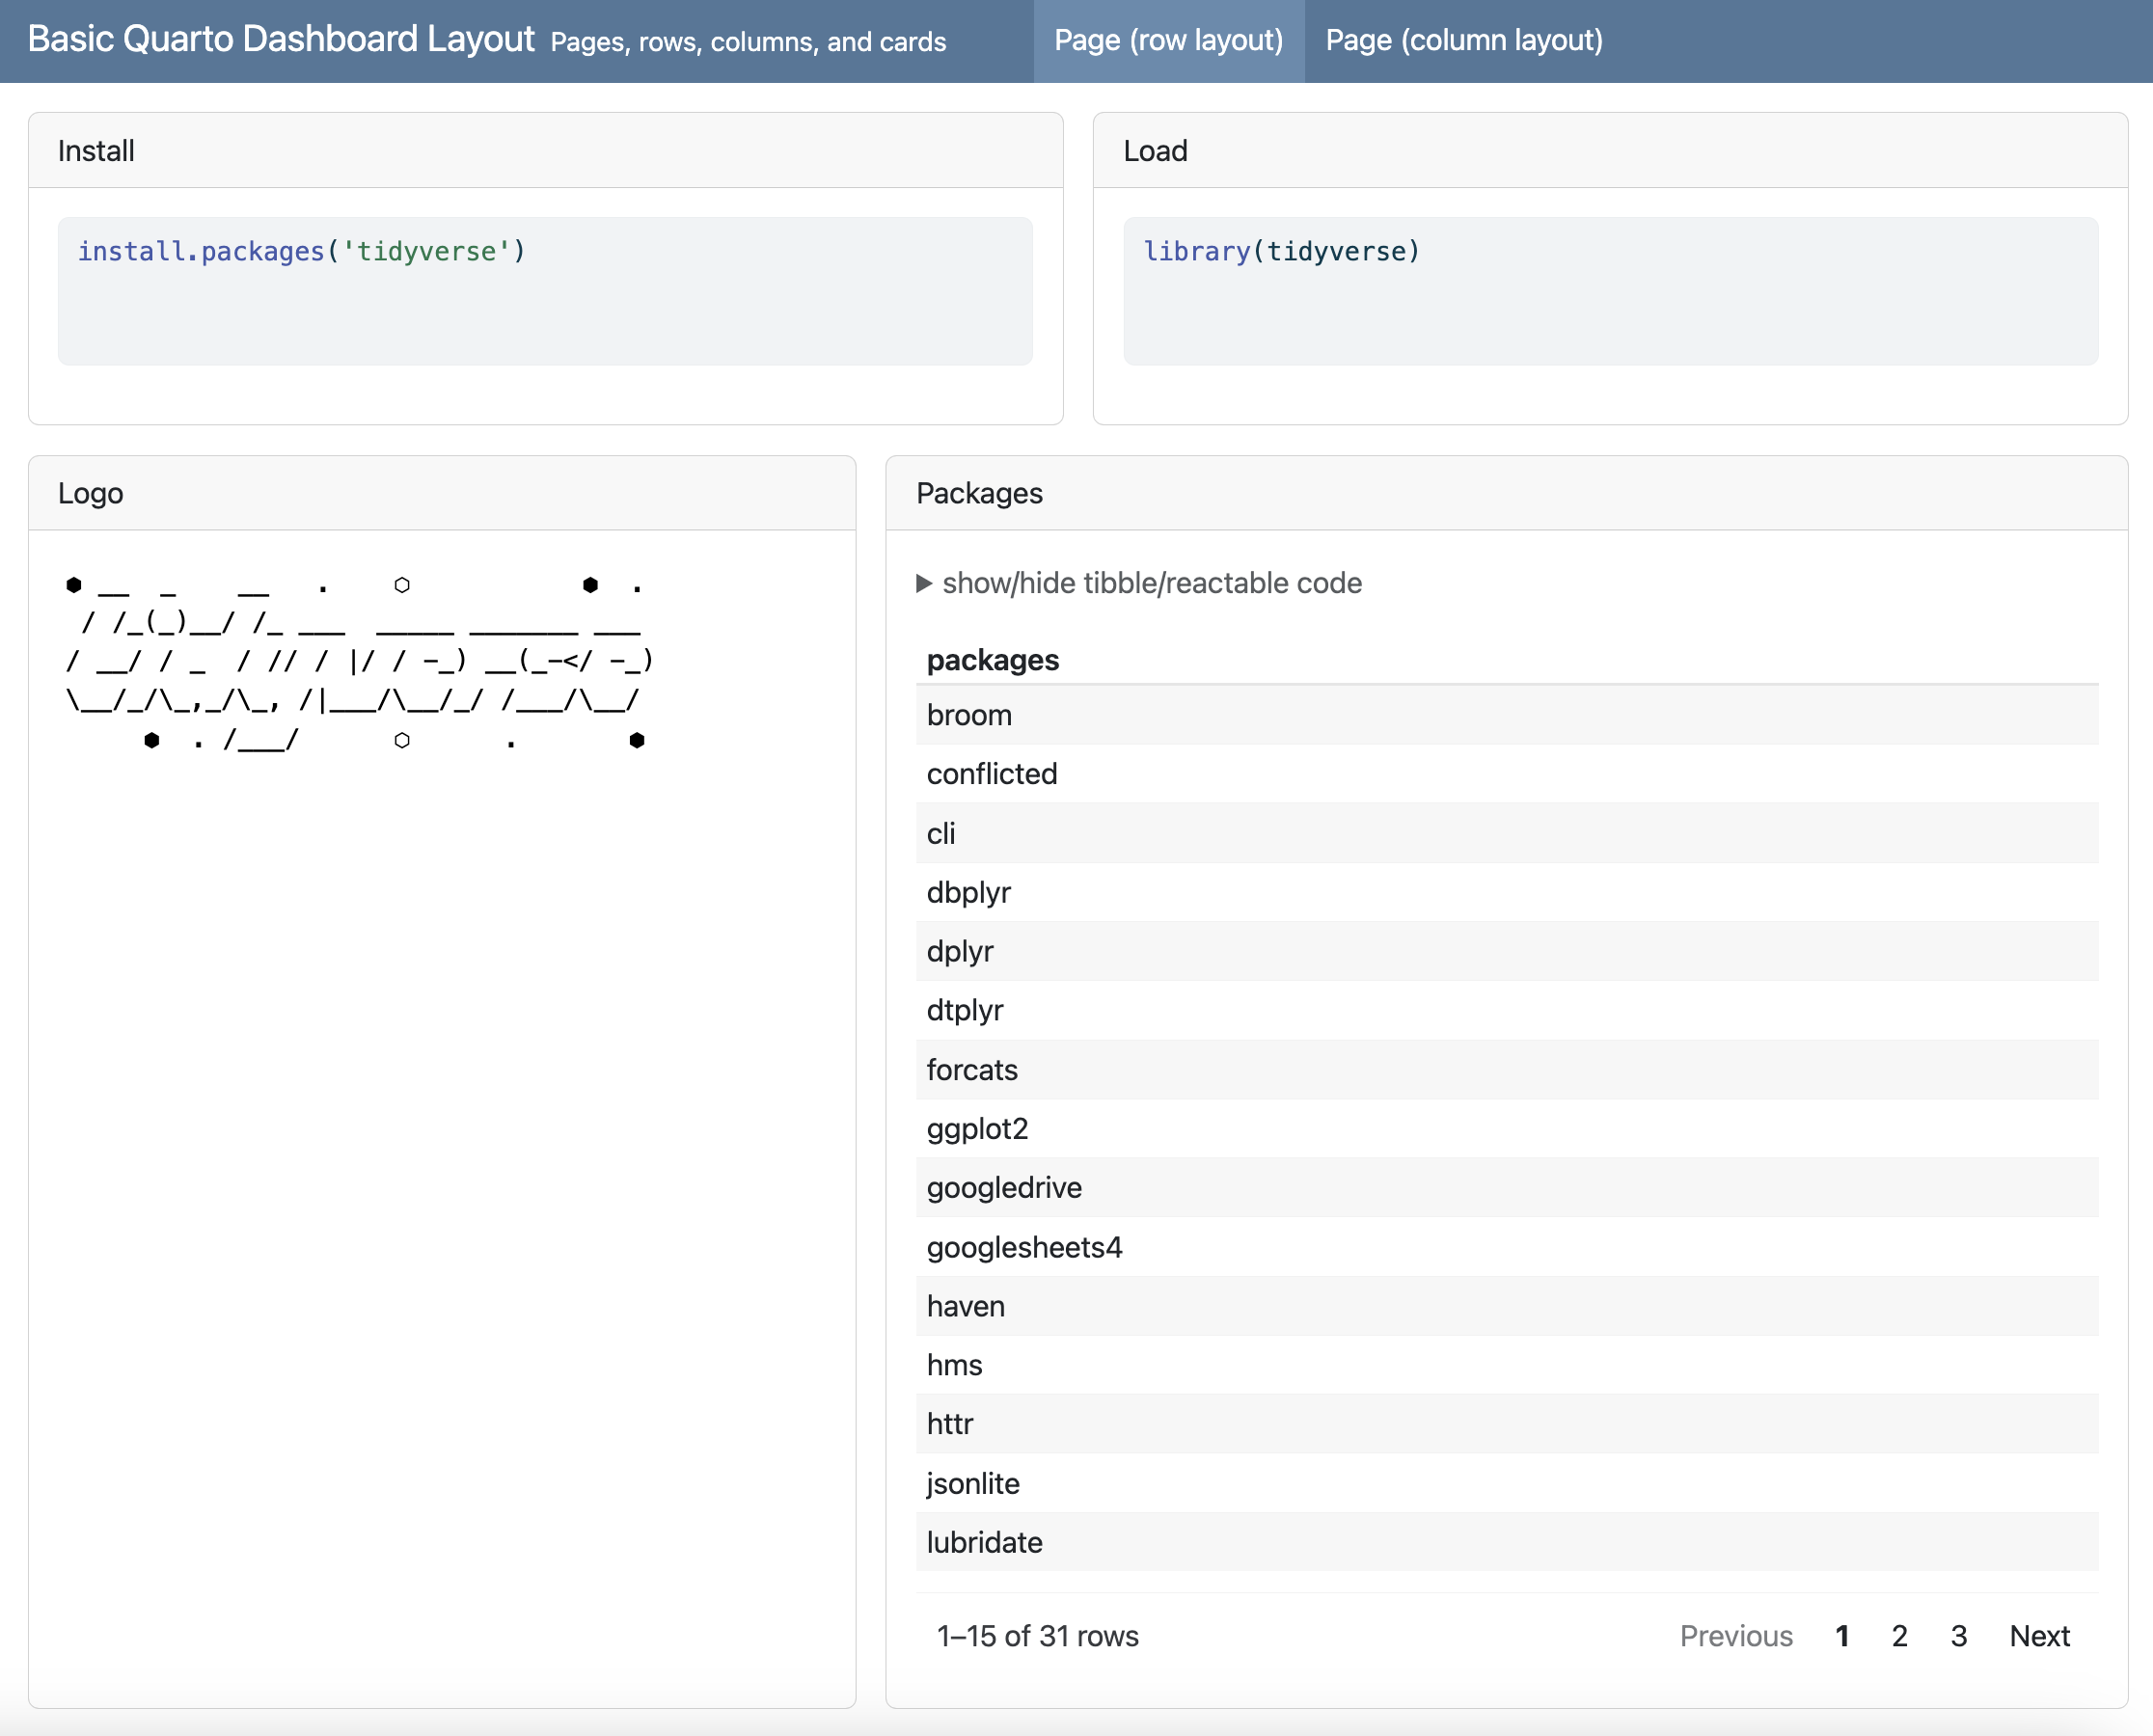 Basic Quarto Dashboard Layout Pages, rows, columns, and cards Page (row layout) Page (column layout)
Install
install.packages('tidyverse')
Load
library(tidyverse)
Logo
⬢ __  _    __   .    ⬡           ⬢  .
 / /_(_)__/ /_ ___  _____ _______ ___
/ __/ / _  / // / |/ / -_) __(_-</ -_)
\__/_/\_,_/\_, /|___/\__/_/ /___/\__/
     ⬢  . /___/      ⬡      .       ⬢
Packages
▶ show/hide tibble/reactable code
packages
broom
conflicted
cli
dbplyr
dplyr
dtplyr
forcats
ggplot2
googledrive
googlesheets4
haven
hms
httr
jsonlite
lubridate
1–15 of 31 rows Previous 1 2 3 Next